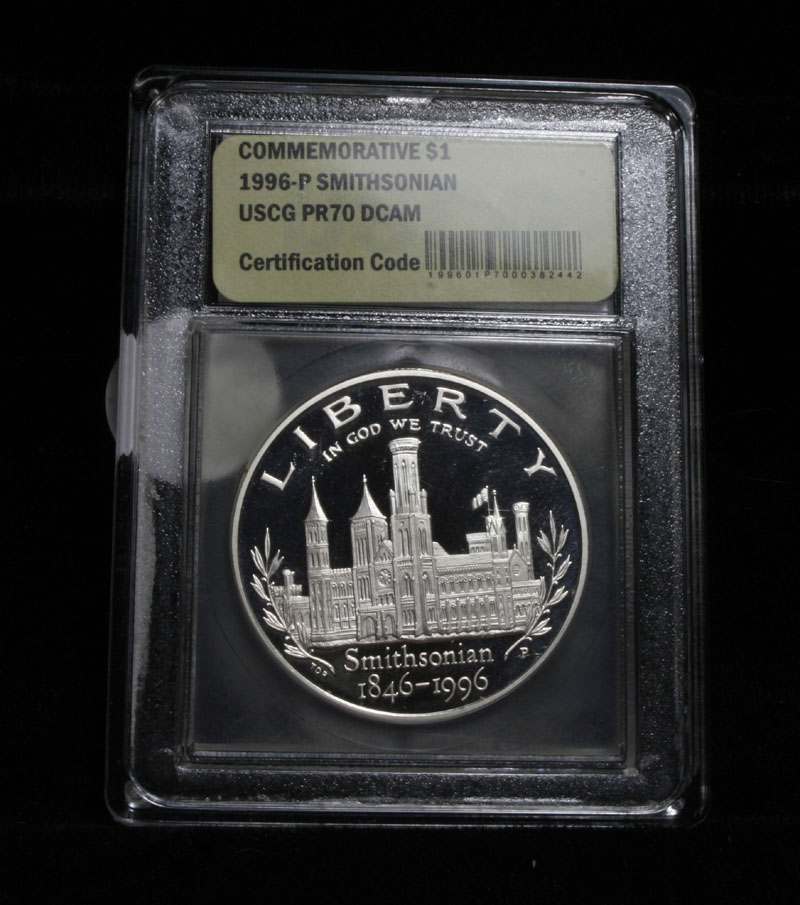 COMMEMORATIVE $1
1996-P SMITHSONIAN
USCG PR70 DCAM
Certification Code
199601P7000382442
LIBERTY
IN GOD WE TRUST
Smithsonian
1846-1996
P